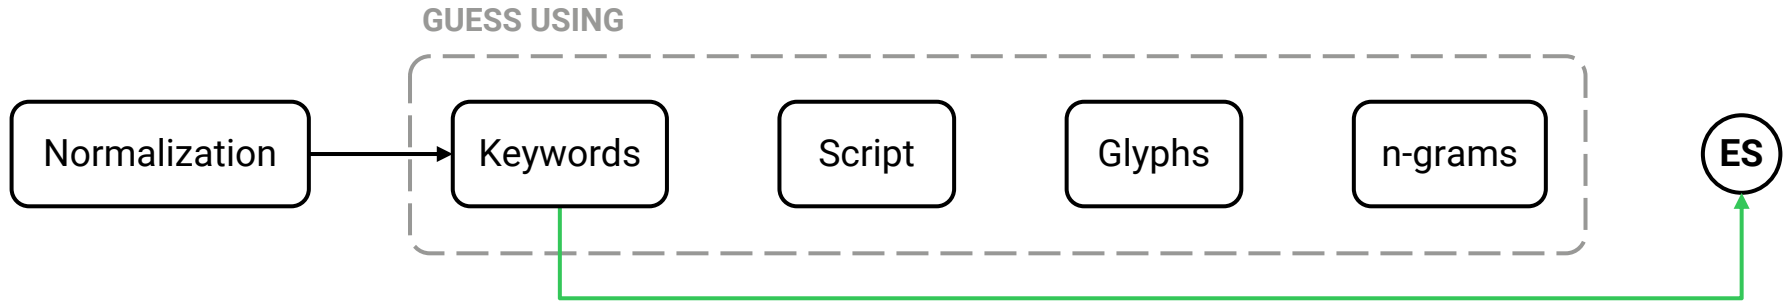 GUESS USING
Normalization
Keywords
Script
Glyphs
n-grams
ES